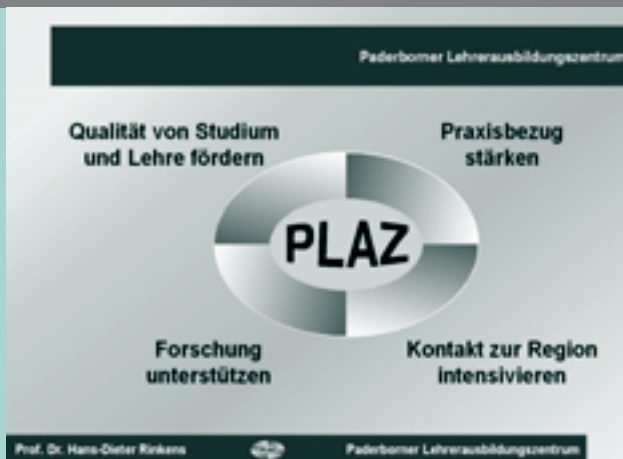 Paderborner Lehrerausbildungszentrum
Qualität von Studium
und Lehre fördern
Praxisbezug
stärken
PLAZ
Forschung
unterstützen
Kontakt zur Region
intensivieren
Prof. Dr. Hans-Dieter Rinkens
Paderborner Lehrerausbildungszentrum